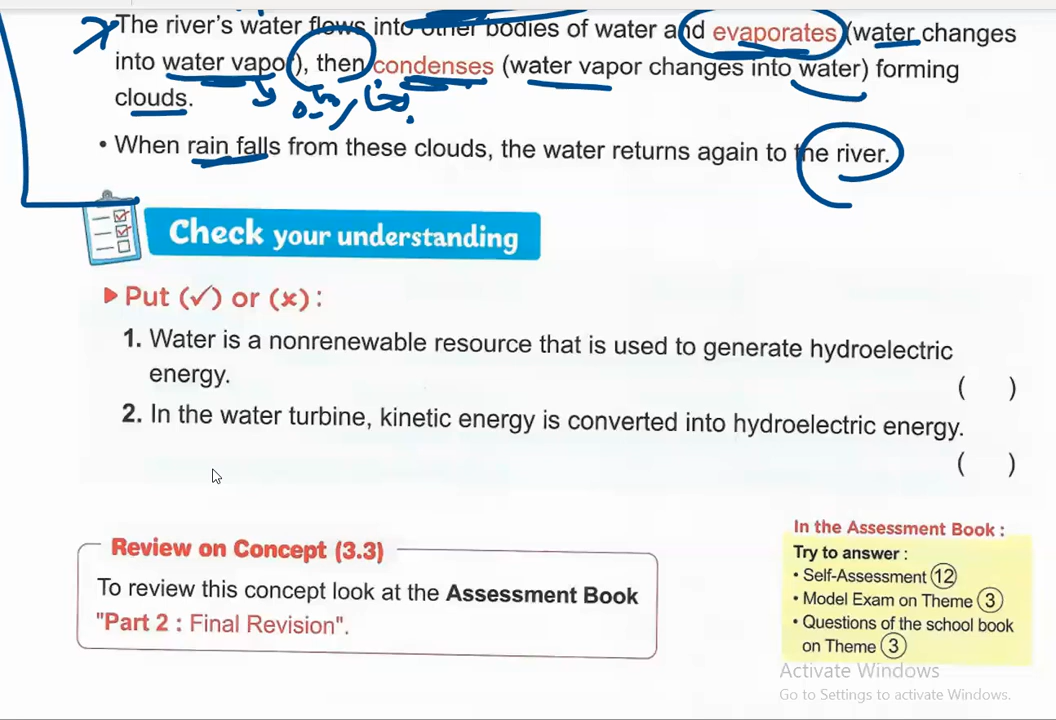 The river's water flows into other bodies of water and evaporates (water changes
into water vapor), then condenses (water vapor changes into water) forming
clouds.
• When rain falls from these clouds, the water returns again to the river.
Check your understanding
Put (✓) or (x) :
1. Water is a nonrenewable resource that is used to generate hydroelectric
energy.
( )
2. In the water turbine, kinetic energy is converted into hydroelectric energy.
( )
Review on Concept (3.3)
To review this concept look at the Assessment Book
"Part 2 : Final Revision".
In the Assessment Book :
Try to answer :
• Self-Assessment 12
• Model Exam on Theme 3
• Questions of the school book
on Theme 3
Activate Windows
Go to Settings to activate Windows.